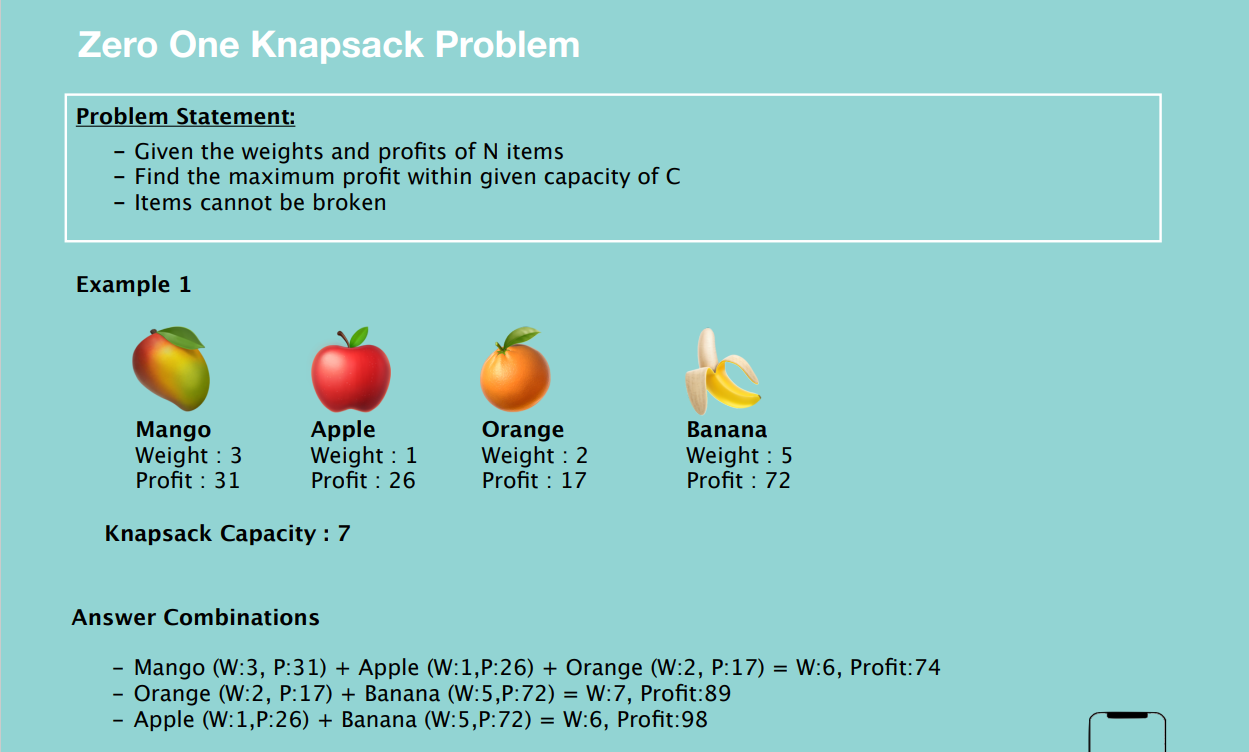 Zero One Knapsack Problem
Problem Statement:
– Given the weights and profits of N items
– Find the maximum profit within given capacity of C
– Items cannot be broken
Example 1
Mango Apple Orange Banana
Weight : 3 Weight : 1 Weight : 2 Weight : 5
Profit : 31 Profit : 26 Profit : 17 Profit : 72
Knapsack Capacity : 7
Answer Combinations
– Mango (W:3, P:31) + Apple (W:1,P:26) + Orange (W:2, P:17) = W:6, Profit:74
– Orange (W:2, P:17) + Banana (W:5,P:72) = W:7, Profit:89
– Apple (W:1,P:26) + Banana (W:5,P:72) = W:6, Profit:98